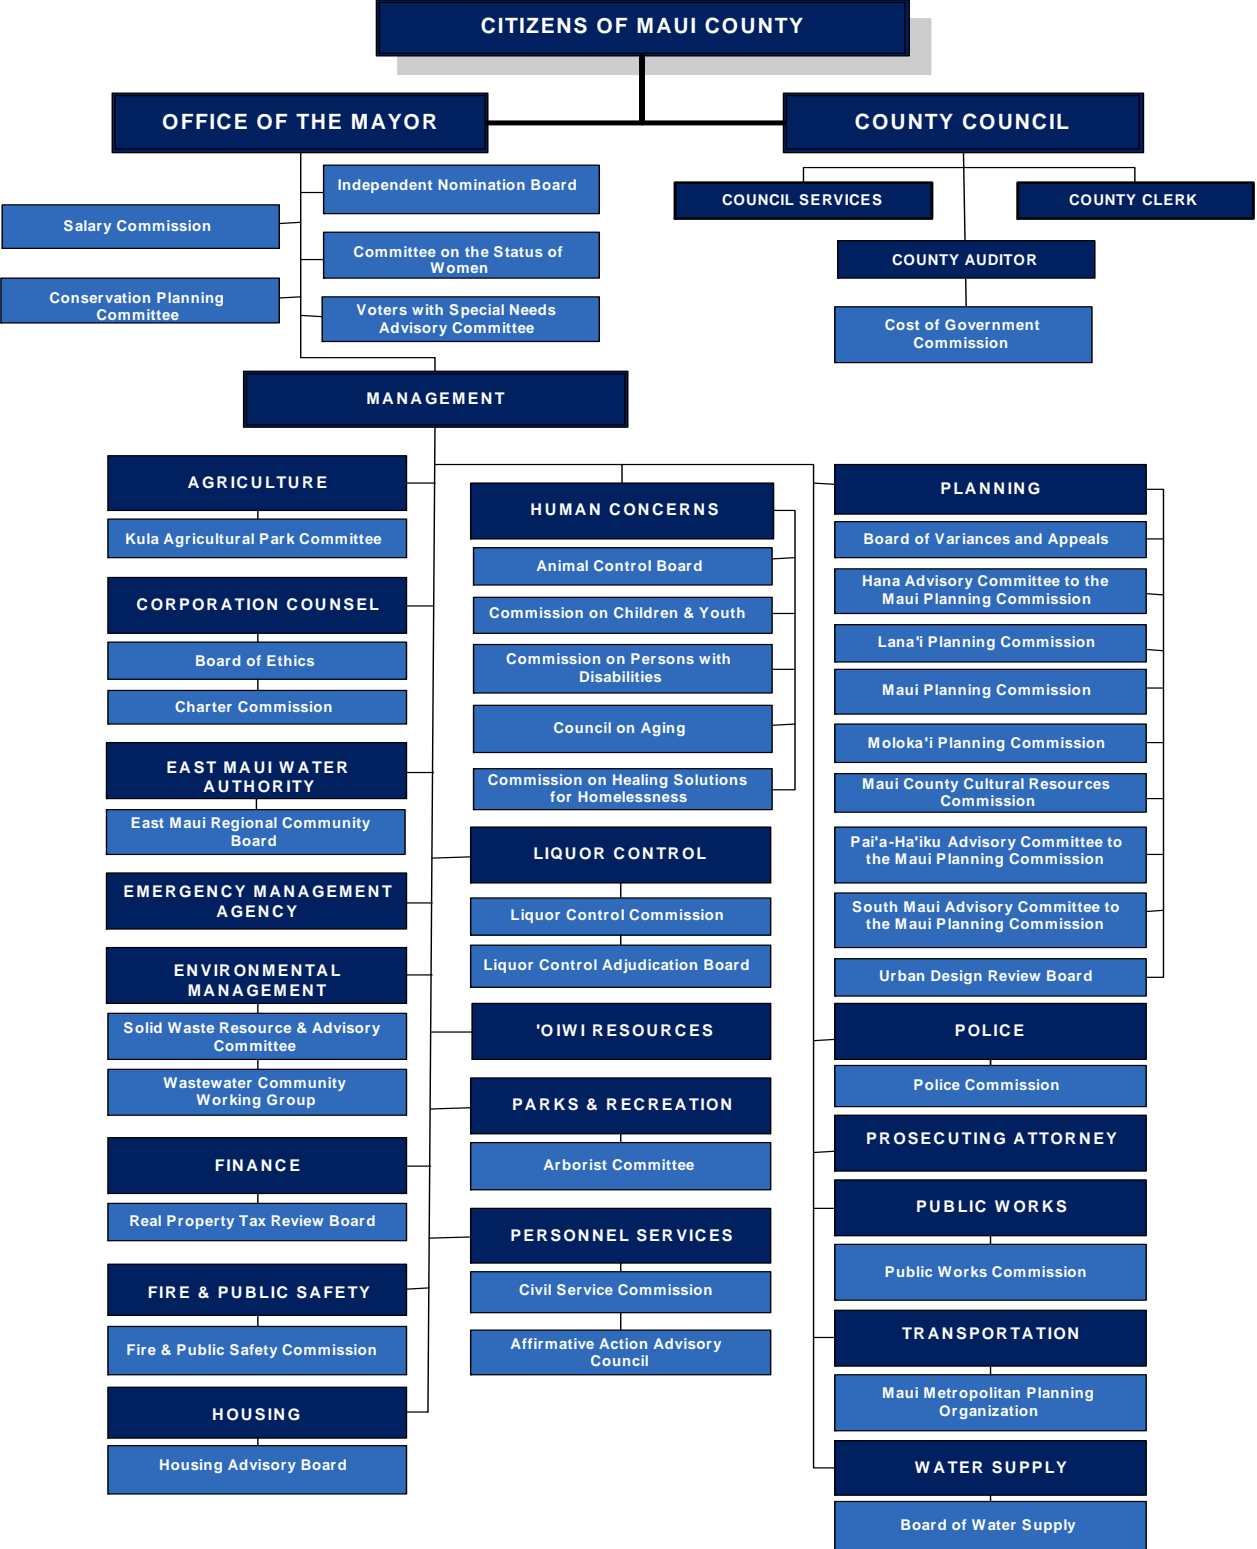 CITIZENS OF MAUI COUNTY
OFFICE OF THE MAYOR
COUNTY COUNCIL
Independent Nomination Board
Salary Commission
Committee on the Status of
Women
Conservation Planning
Committee
Voters with Special Needs
Advisory Committee
COUNCIL SERVICES
COUNTY CLERK
COUNTY AUDITOR
Cost of Government
Commission
MANAGEMENT
AGRICULTURE
Kula Agricultural Park Committee
CORPORATION COUNSEL
Board of Ethics
Charter Commission
EAST MAUI WATER
AUTHORITY
East Maui Regional Community
Board
EMERGENCY MANAGEMENT
AGENCY
ENVIRONMENTAL
MANAGEMENT
Solid Waste Resource & Advisory
Committee
Wastewater Community
Working Group
FINANCE
Real Property Tax Review Board
FIRE & PUBLIC SAFETY
Fire & Public Safety Commission
HOUSING
Housing Advisory Board
HUMAN CONCERNS
Animal Control Board
Commission on Children & Youth
Commission on Persons with
Disabilities
Council on Aging
Commission on Healing Solutions
for Homelessness
LIQUOR CONTROL
Liquor Control Commission
Liquor Control Adjudication Board
'OIWI RESOURCES
PARKS & RECREATION
Arborist Committee
PERSONNEL SERVICES
Civil Service Commission
Affirmative Action Advisory
Council
PLANNING
Board of Variances and Appeals
Hana Advisory Committee to the
Maui Planning Commission
Lana'i Planning Commission
Maui Planning Commission
Moloka'i Planning Commission
Maui County Cultural Resources
Commission
Pai'a-Ha'iku Advisory Committee to
the Maui Planning Commission
South Maui Advisory Committee to
the Maui Planning Commission
Urban Design Review Board
POLICE
Police Commission
PROSECUTING ATTORNEY
PUBLIC WORKS
Public Works Commission
TRANSPORTATION
Maui Metropolitan Planning
Organization
WATER SUPPLY
Board of Water Supply